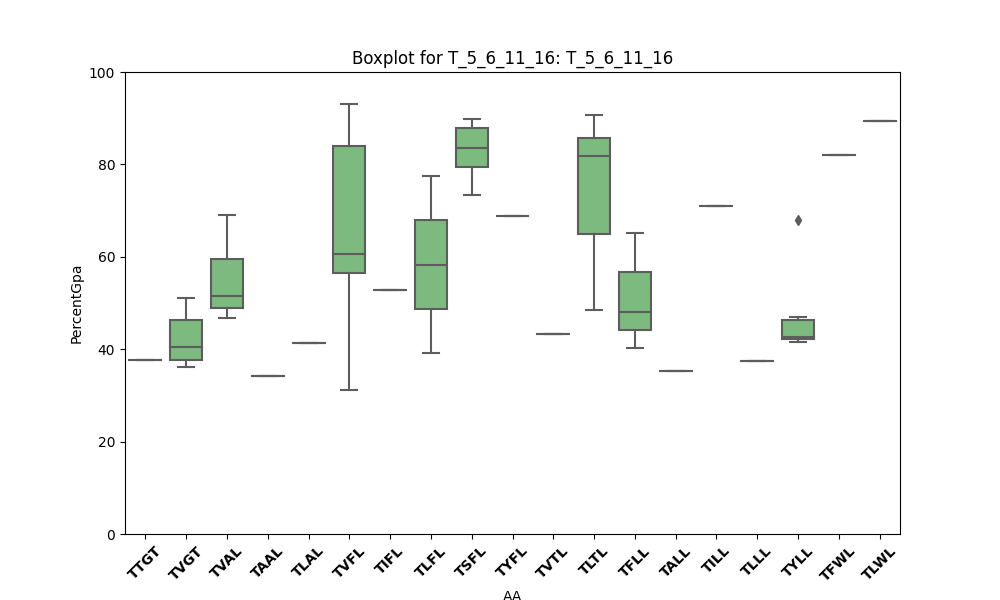 Boxplot for T_5_6_11_16: T_5_6_11_16
100
80
60
40
20
0
PercentGpa
TTGT TVGT TVAL TAAL TLAL TVFL TIFL TLFL TSFL TYFL TVTL TLTL TFLL TALL TILL TLLL TYLL TFWL TLWL
AA